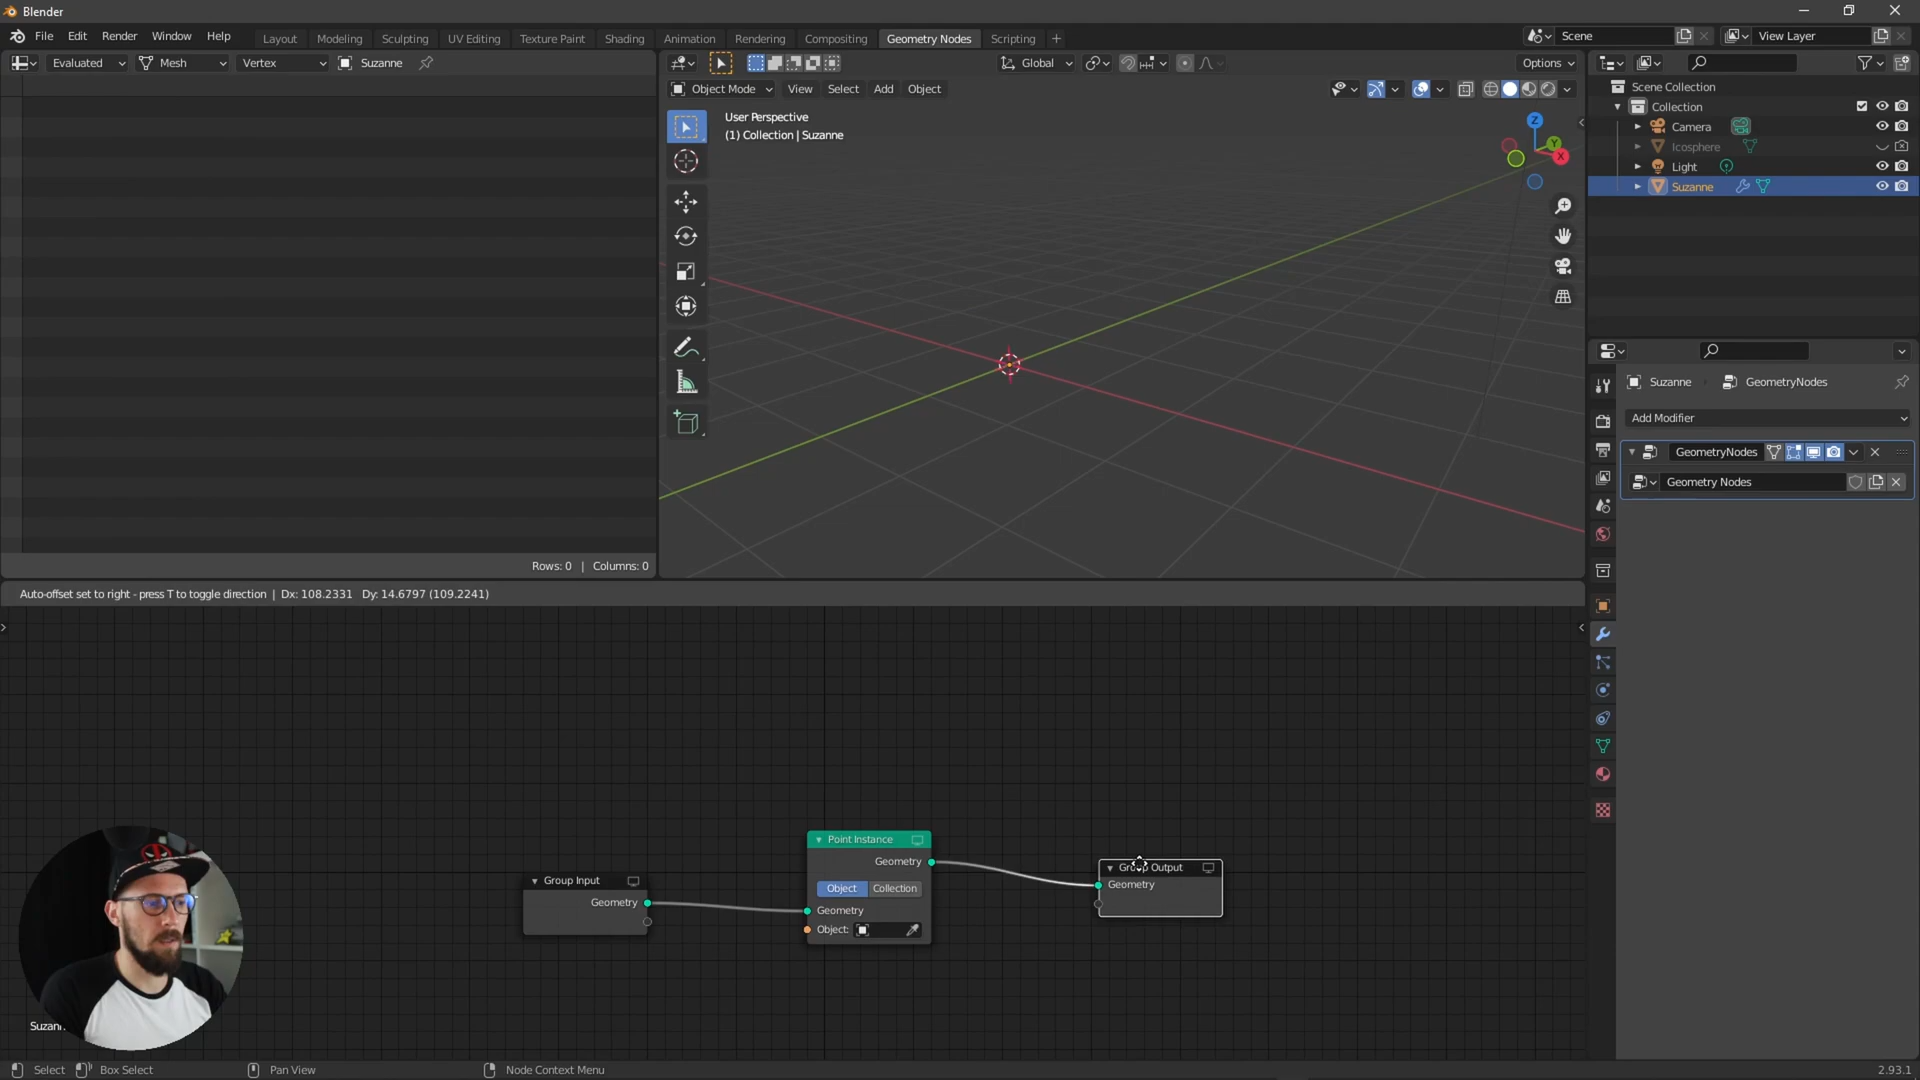 Blender
File Edit Render Window Help
Layout Modeling Sculpting UV Editing Texture Paint Shading Animation Rendering Compositing Geometry Nodes Scripting +
Scene
View Layer
Evaluated Mesh Vertex Suzanne
Global
Options
Object Mode View Select Add Object
User Perspective
(1) Collection | Suzanne
Z
Y
X
Scene Collection
Collection
Camera
Icosphere
Light
Suzanne
Suzanne GeometryNodes
Add Modifier
GeometryNodes
Geometry Nodes
Rows: 0 | Columns: 0
Auto-offset set to right - press T to toggle direction | Dx: 108.2331 Dy: 14.6797 (109.2241)
Group Input
Geometry
Point Instance
Geometry
Object Collection
Geometry
Object:
Group Output
Geometry
Select Box Select Pan View Node Context Menu
2.93.1